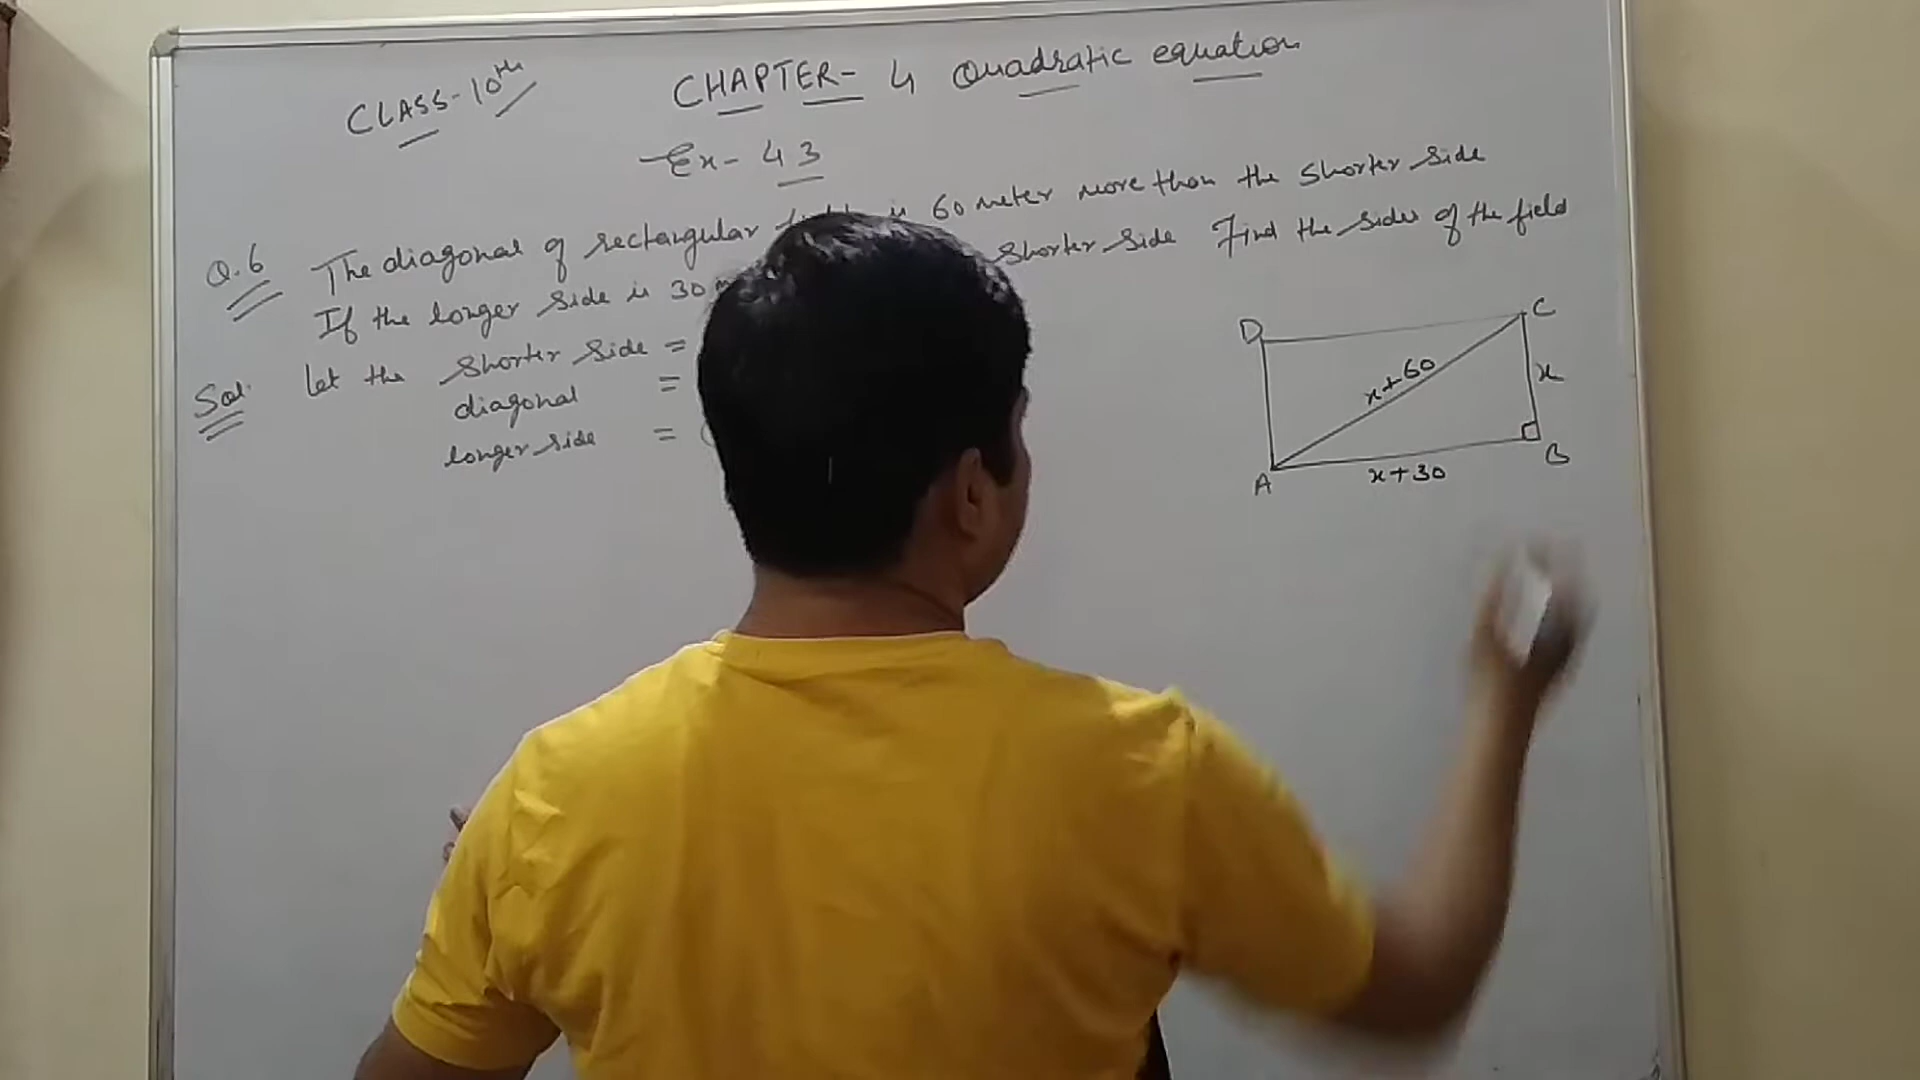 CLASS-10th
CHAPTER- 4 Quadratic equation
Ex- 4 3
Q.6 The diagonal of rectangular is 60 meter more than the shorter side
If the longer side is 30 shorter side Find the sides of the field
Sol. Let the shorter side =
diagonal =
longer side = (
D
C
x+60
x
A
B
x+30